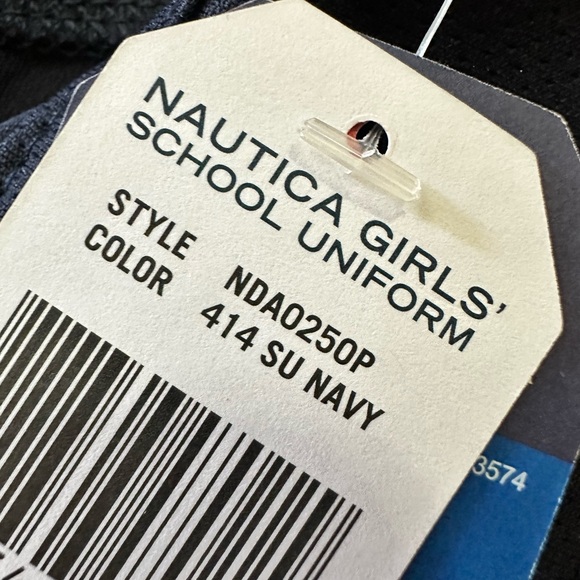 NAUTICA GIRLS'
SCHOOL UNIFORM
STYLE NDA0250P
COLOR 414 SU NAVY
3574